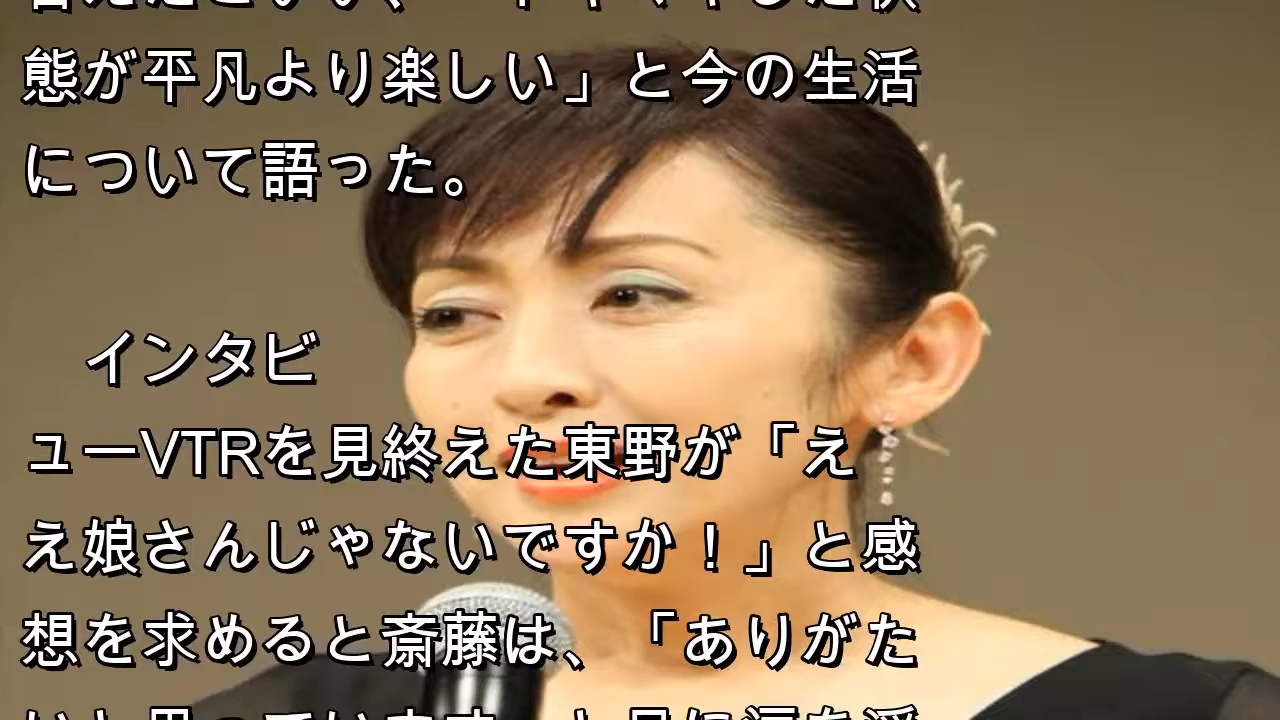 態が平凡より楽しい」と今の生活
について語った。
インタビ
ューVTRを見終えた東野が「え
え娘さんじゃないですか！」と感
想を求めると斎藤は、「ありがた